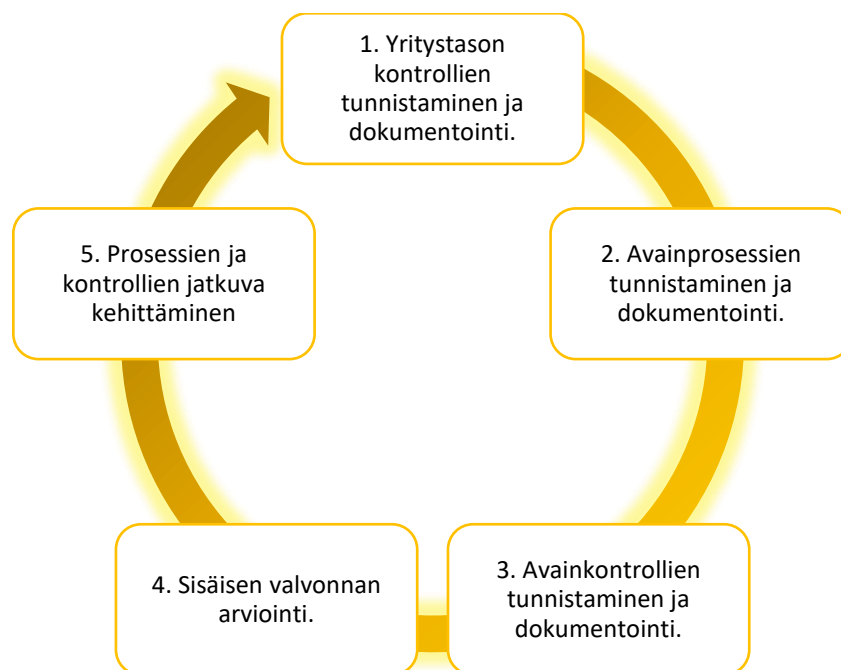 1. Yritystason
kontrollien
tunnistaminen ja
dokumentointi.
2. Avainprosessien
tunnistaminen ja
dokumentointi.
3. Avainkontrollien
tunnistaminen ja
dokumentointi.
4. Sisäisen valvonnan
arviointi.
5. Prosessien ja
kontrollien jatkuva
kehittäminen